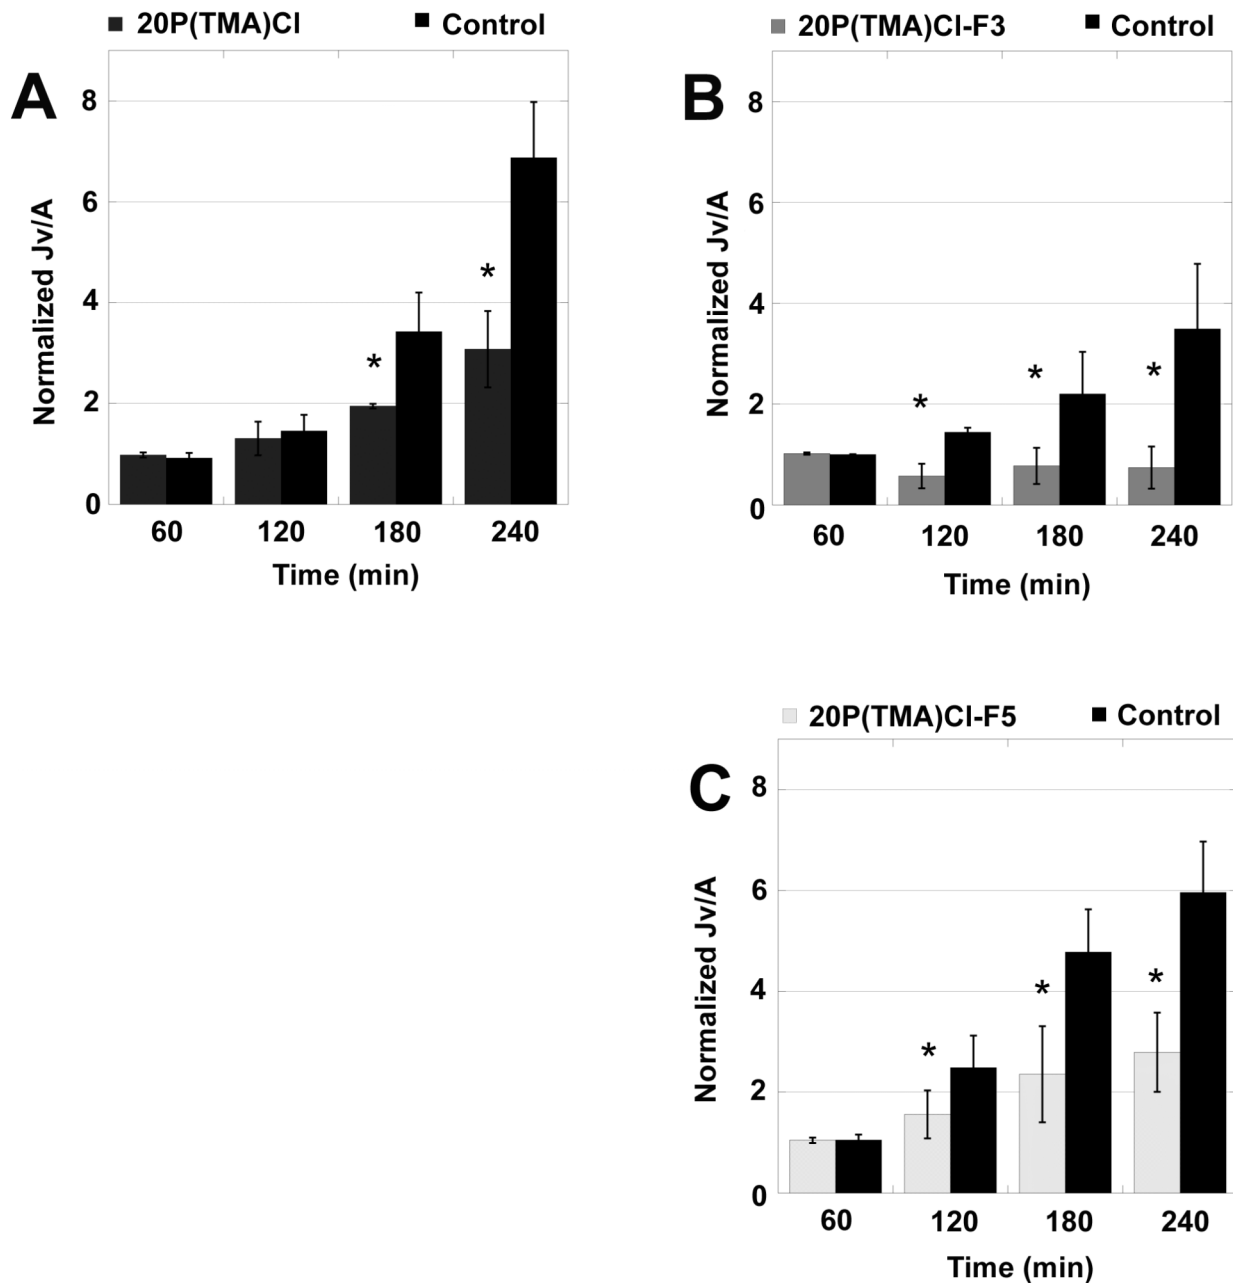 20P(TMA)Cl Control
A
Normalized Jv/A
8
6
4
2
0
*
*
60 120 180 240
Time (min)
20P(TMA)Cl-F3 Control
B
Normalized Jv/A
8
6
4
2
0
*
*
*
60 120 180 240
Time (min)
20P(TMA)Cl-F5 Control
C
Normalized Jv/A
8
6
4
2
0
*
*
*
60 120 180 240
Time (min)